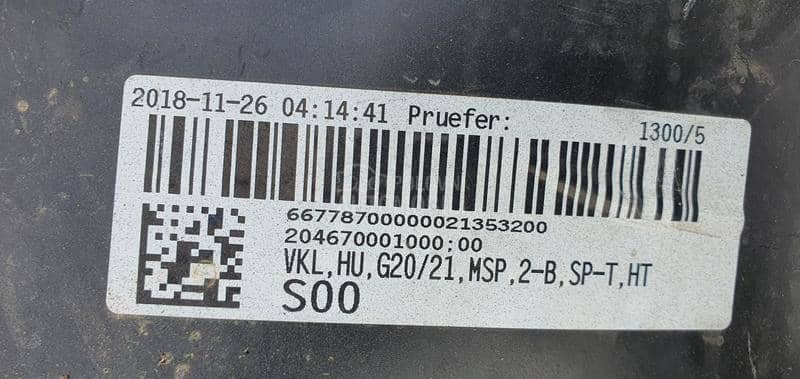 2018-11-26 04:14:41 Pruefer:
1300/5
66778700000021353200
204670001000:00
VKL,HU,G20/21,MSP,2-B,SP-T,HT
S00